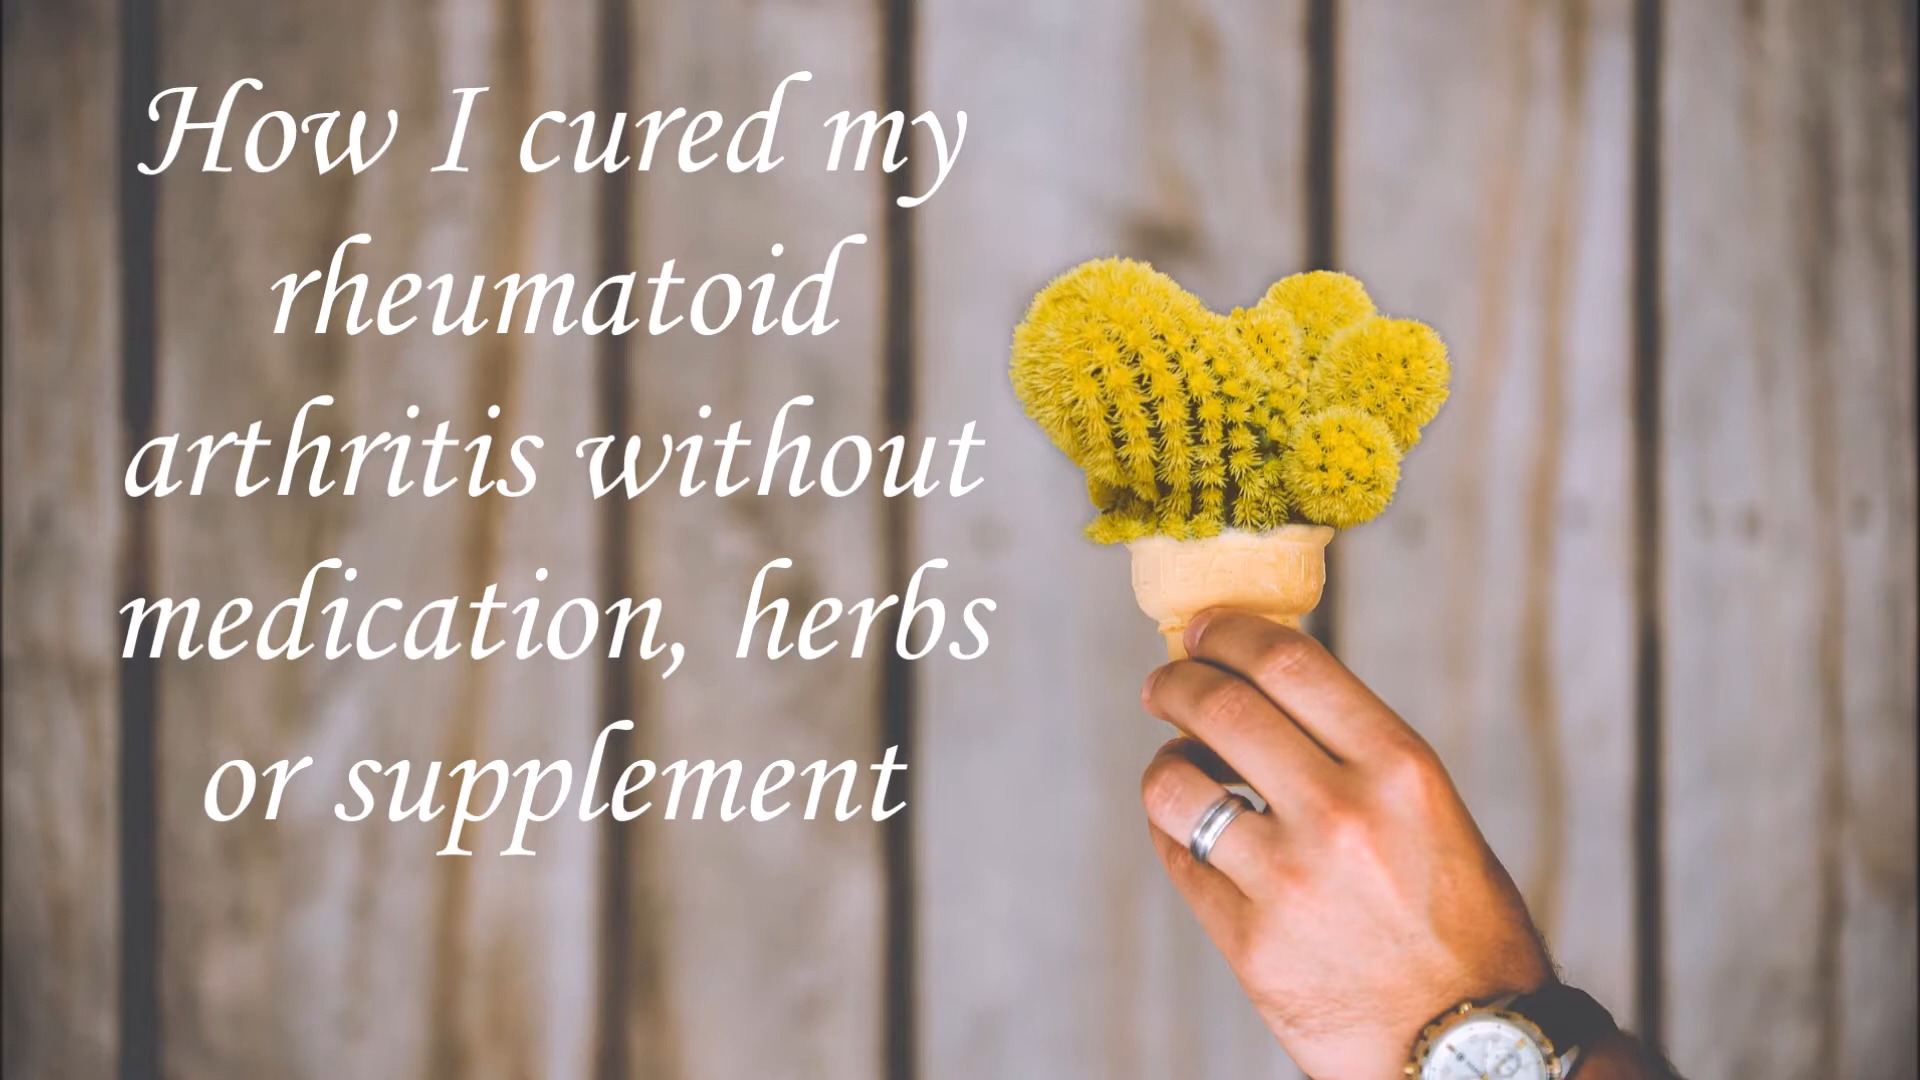 How I cured my
rheumatoid
arthritis without
medication, herbs
or supplement